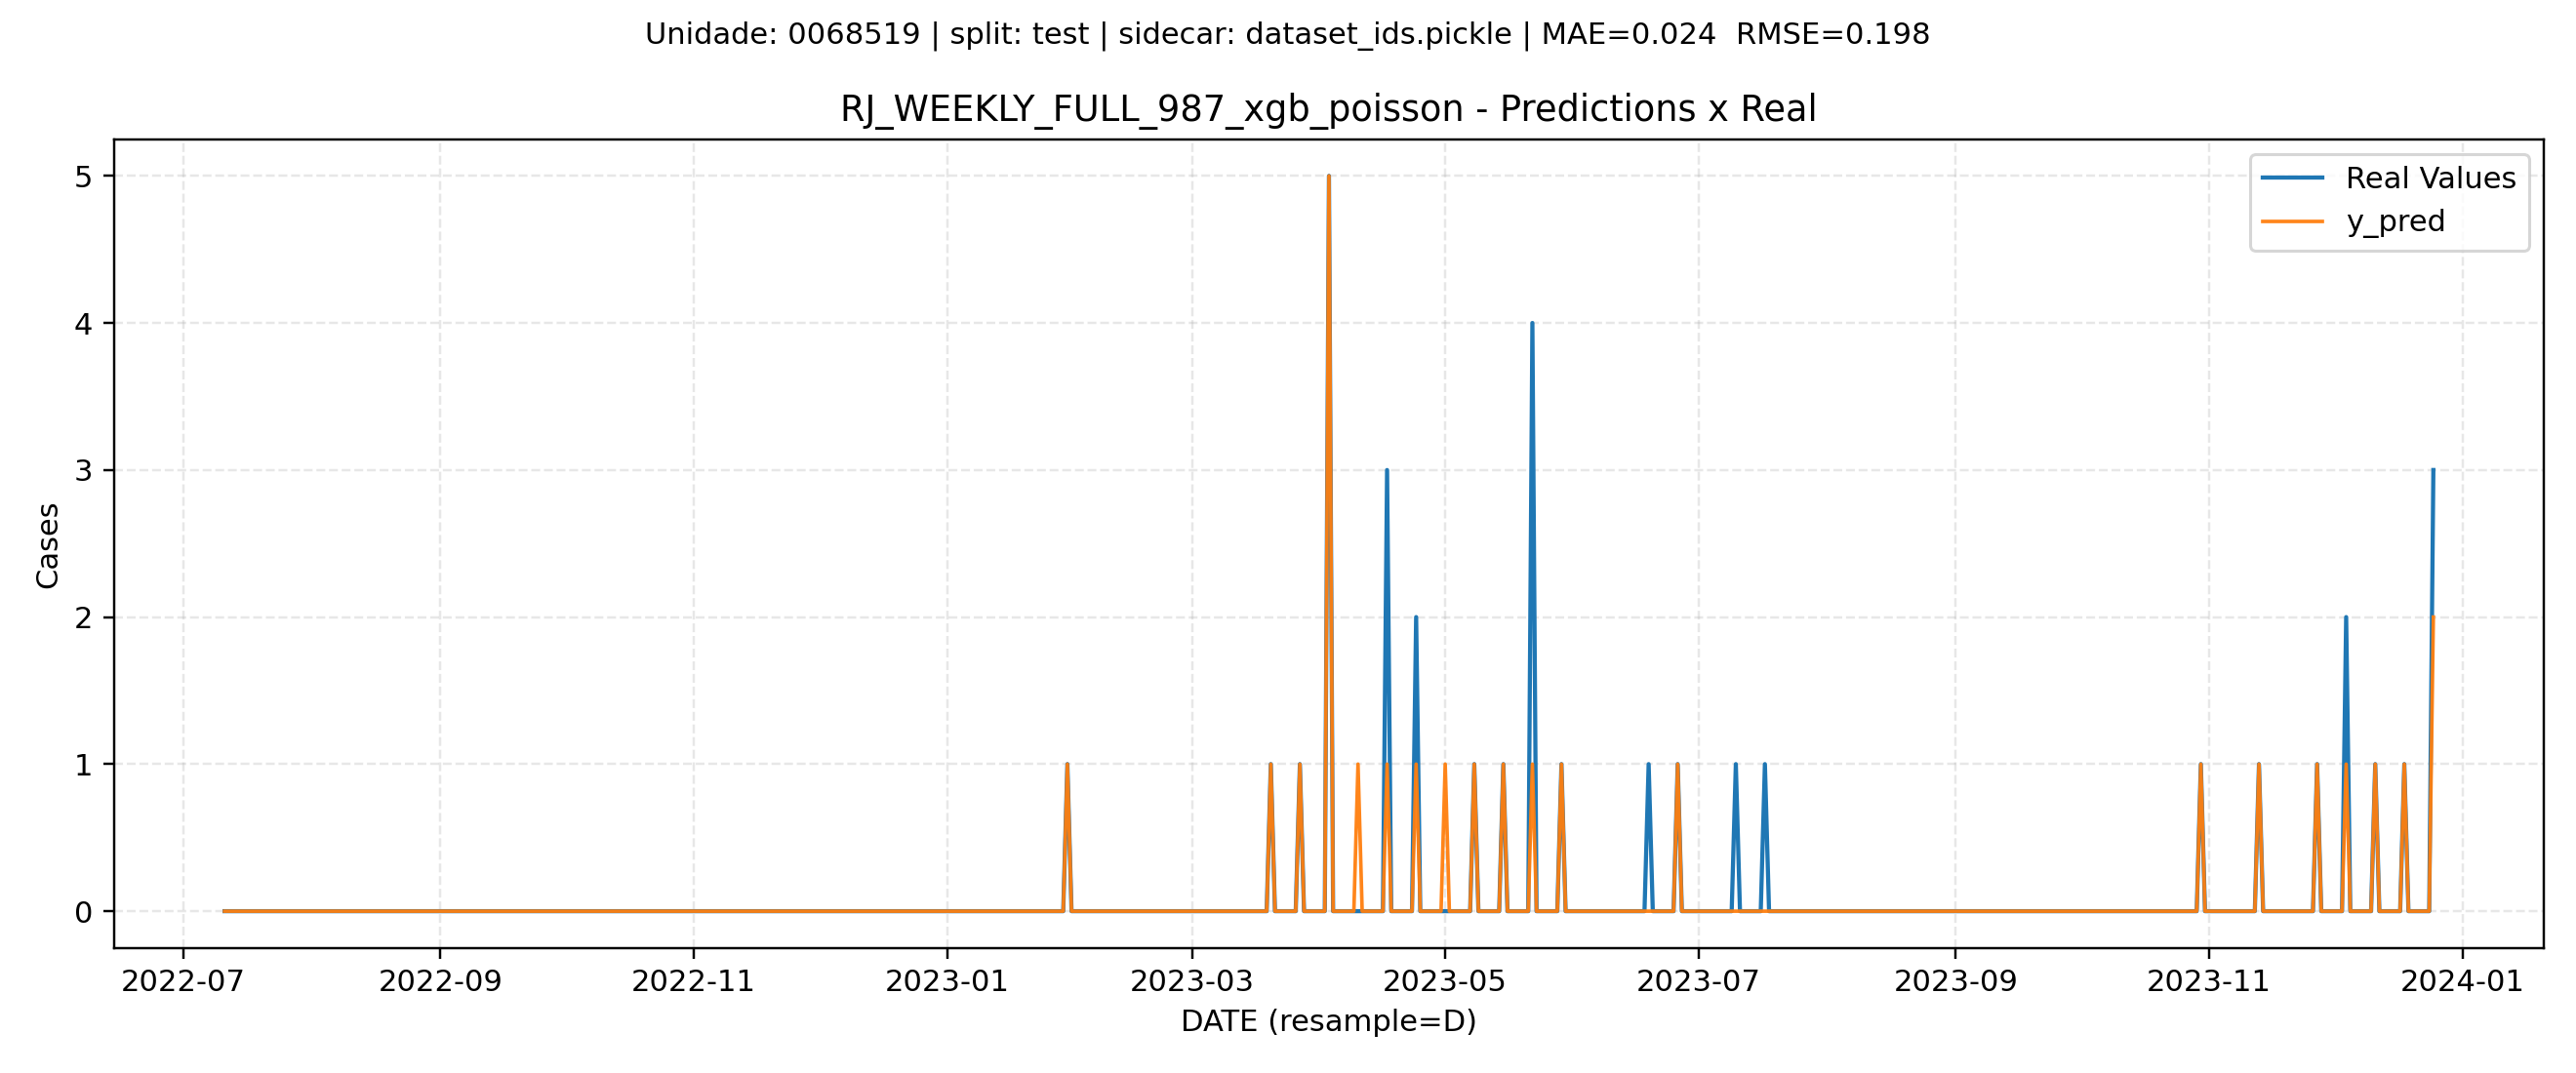 Unidade: 0068519 | split: test | sidecar: dataset_ids.pickle | MAE=0.024  RMSE=0.198
RJ_WEEKLY_FULL_987_xgb_poisson - Predictions x Real
Real Values
y_pred
5
4
3
2
1
0
Cases
2022-07 2022-09 2022-11 2023-01 2023-03 2023-05 2023-07 2023-09 2023-11 2024-01
DATE (resample=D)